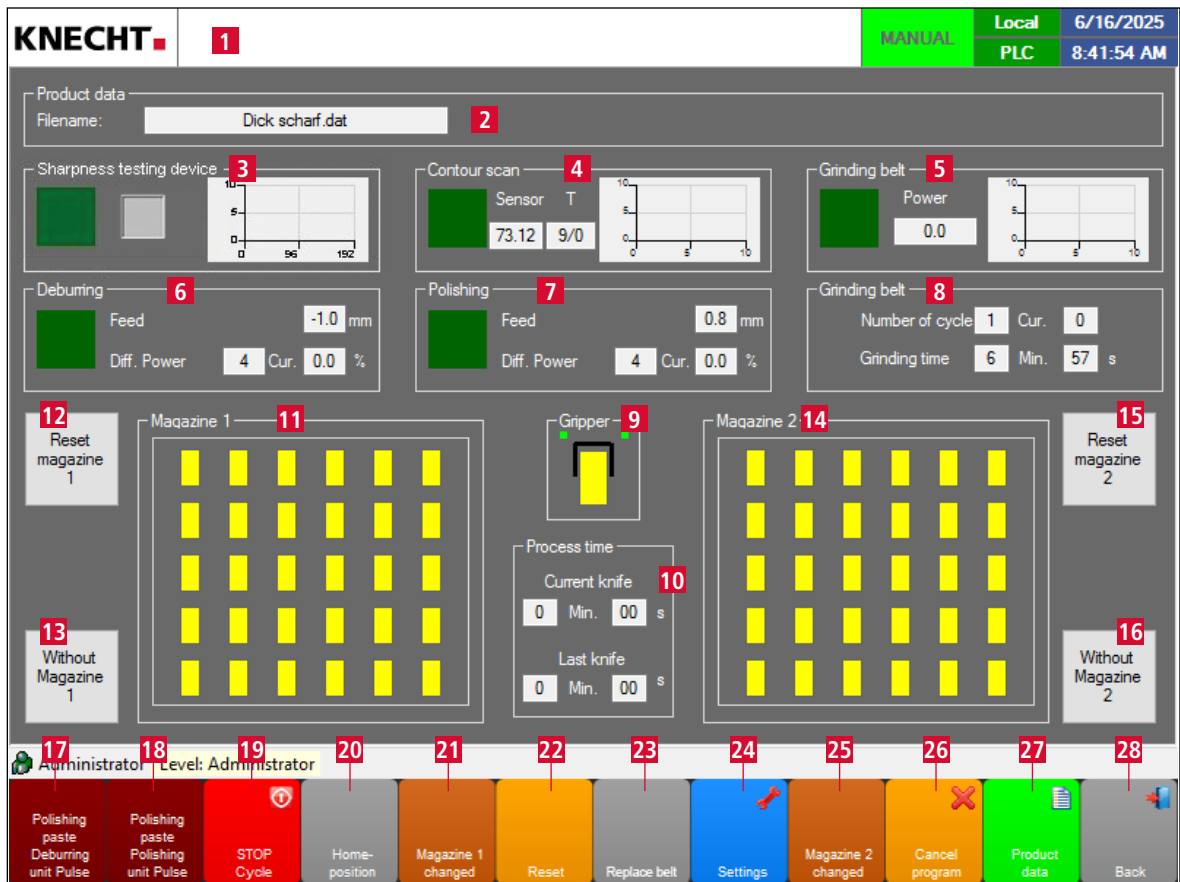 KNECHT
1
MANUAL
Local
6/16/2025
PLC
8:41:54 AM
Product data
Filename:
Dick scharf.dat
2
Sharpness testing device
3
10
5
0
0
96
192
Contour scan
4
Sensor
T
73.12
9/0
10
5
0
0
5
10
Grinding belt
5
Power
0.0
10
5
0
0
5
10
Deburring
6
Feed
-1.0 mm
Diff. Power
4
Cur.
0.0
%
Polishing
7
Feed
0.8 mm
Diff. Power
4
Cur.
0.0
%
Grinding belt
8
Number of cycle
1
Cur.
0
Grinding time
6
Min.
57
s
12
Reset
magazine
1
Magazine 1
11
Gripper
9
Magazine 2
14
15
Reset
magazine
2
Process time
10
Current knife
0
Min.
00
s
Last knife
0
Min.
00
s
13
Without
Magazine
1
16
Without
Magazine
2
Administrator
Level: Administrator
17
18
19
20
21
22
23
24
25
26
27
28
Polishing
paste
Deburring
unit Pulse
Polishing
paste
Polishing
unit Pulse
STOP
Cycle
Home-
position
Magazine 1
changed
Reset
Replace belt
Settings
Magazine 2
changed
Cancel
program
Product
data
Back